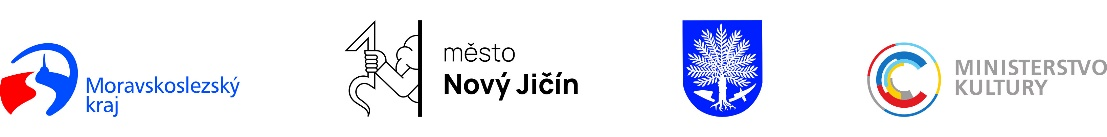 Moravskoslezský
kraj
město
Nový Jičín
MINISTERSTVO
KULTURY